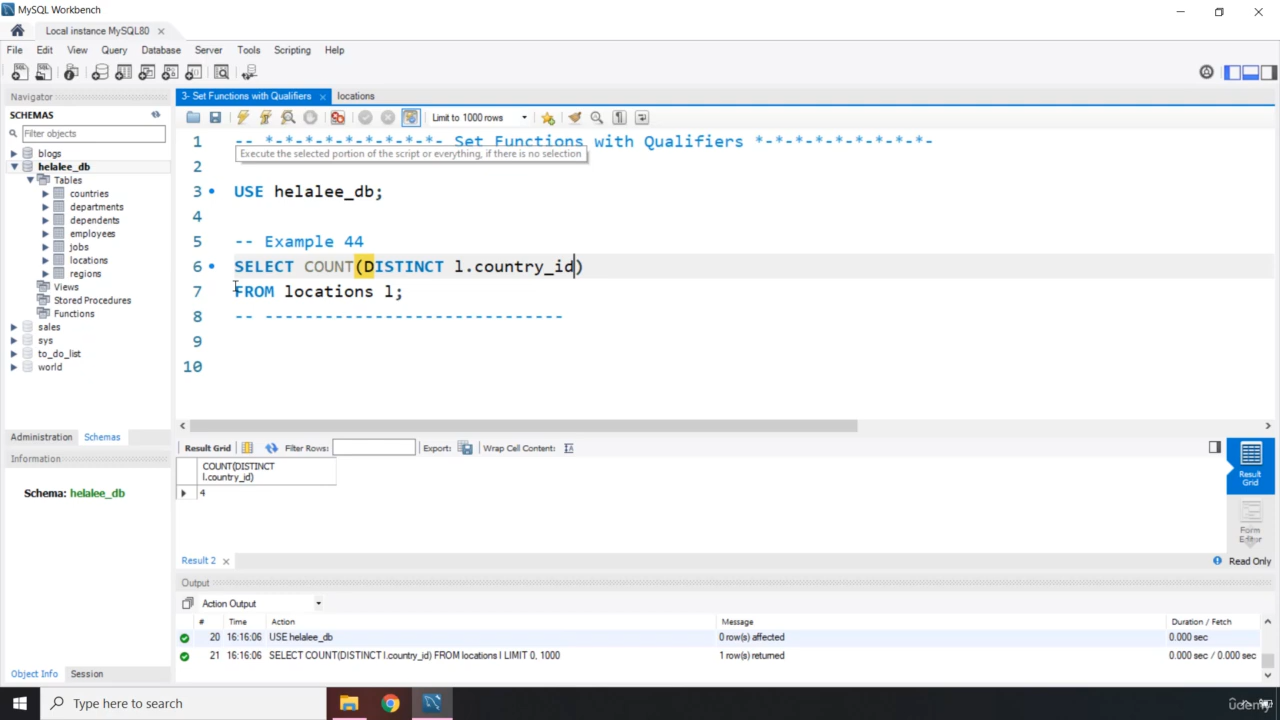 MySQL Workbench
Local instance MySQL80
File Edit View Query Database Server Tools Scripting Help
Navigator
SCHEMAS
Filter objects
blogs
helalee_db
Tables
countries
departments
dependents
employees
jobs
locations
regions
Views
Stored Procedures
Functions
sales
sys
to_do_list
world
Administration Schemas
Information
Schema: helalee_db
Object Info Session
3- Set Functions with Qualifiers locations
Limit to 1000 rows
1 -- *-*-*-*-*-*-*-*-*- Set Functions with Qualifiers *-*-*-*-*-*-*-*-*-
Execute the selected portion of the script or everything, if there is no selection
2
3 USE helalee_db;
4
5 -- Example 44
6 SELECT COUNT(DISTINCT l.country_id)
7 FROM locations l;
8 -- ------------------------------
9
10
Result Grid Filter Rows: Export: Wrap Cell Content:
COUNT(DISTINCT
l.country_id)
4
Result
Grid
Form
Editor
Result 2
Read Only
Output
Action Output
# Time Action Message Duration / Fetch
20 16:16:06 USE helalee_db 0 row(s) affected 0.000 sec
21 16:16:06 SELECT COUNT(DISTINCT l.country_id) FROM locations l LIMIT 0, 1000 1 row(s) returned 0.000 sec / 0.000 sec
Type here to search
udemy